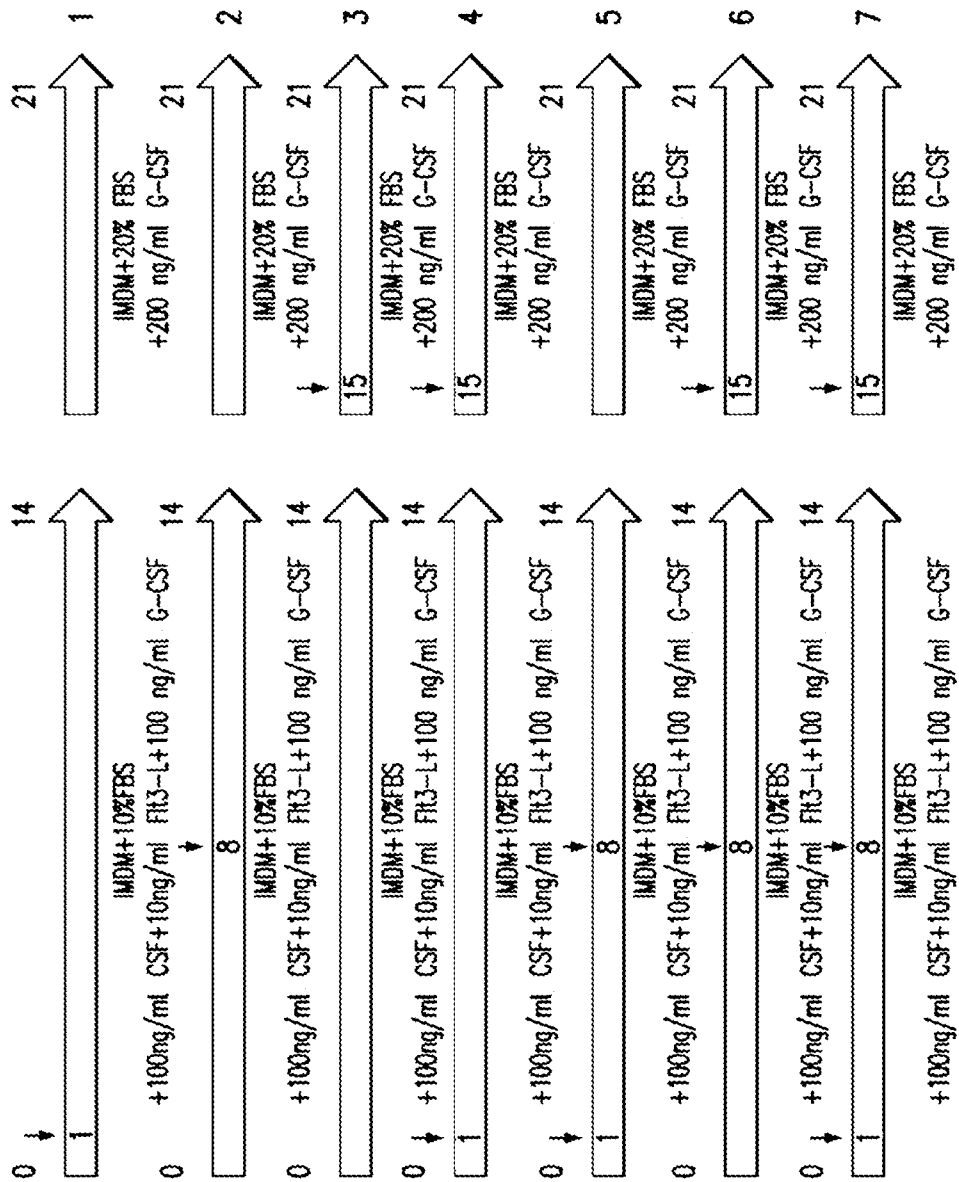 0 14 21
1 1
IMDM+10%FBS IMDM+20% FBS
+100ng/ml CSF+10ng/ml Flt3-L+100 ng/ml G-CSF +200 ng/ml G-CSF
0 14 21
8 2
IMDM+10%FBS IMDM+20% FBS
+100ng/ml CSF+10ng/ml Flt3-L+100 ng/ml G-CSF +200 ng/ml G-CSF
0 14 21
15 3
IMDM+10%FBS IMDM+20% FBS
+100ng/ml CSF+10ng/ml Flt3-L+100 ng/ml G-CSF +200 ng/ml G-CSF
0 14 21
1 15 4
IMDM+10%FBS IMDM+20% FBS
+100ng/ml CSF+10ng/ml Flt3-L+100 ng/ml G-CSF +200 ng/ml G-CSF
0 14 21
1 8 5
IMDM+10%FBS IMDM+20% FBS
+100ng/ml CSF+10ng/ml Flt3-L+100 ng/ml G-CSF +200 ng/ml G-CSF
0 14 21
8 15 6
IMDM+10%FBS IMDM+20% FBS
+100ng/ml CSF+10ng/ml Flt3-L+100 ng/ml G-CSF +200 ng/ml G-CSF
0 14 21
1 8 15 7
IMDM+10%FBS IMDM+20% FBS
+100ng/ml CSF+10ng/ml Flt3-L+100 ng/ml G-CSF +200 ng/ml G-CSF